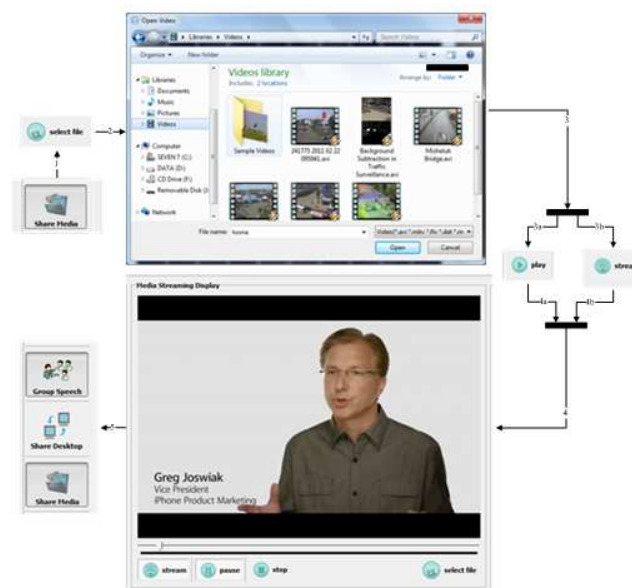 Open Video
Libraries Videos
Search Videos
Organize New folder
Videos library
Includes: 2 locations
Arrange by: Folder
Libraries
Documents
Music
Pictures
Videos
Computer
SEVEN 7 (C:)
DATA (D:)
CD Drive (F:)
Removable Disk (
Network
Sample Videos
Background
Subtraction in
Traffic
Surveillance.avi
Bridge.avi
File name:
Open Cancel
select file
1
2
Share Media
3
3a 3b
play
strea
4a 4b
4
Media Streaming Display
Greg Joswiak
Vice President
iPhone Product Marketing
stream pause stop select file
5
Group Speech
Share Desktop
Share Media